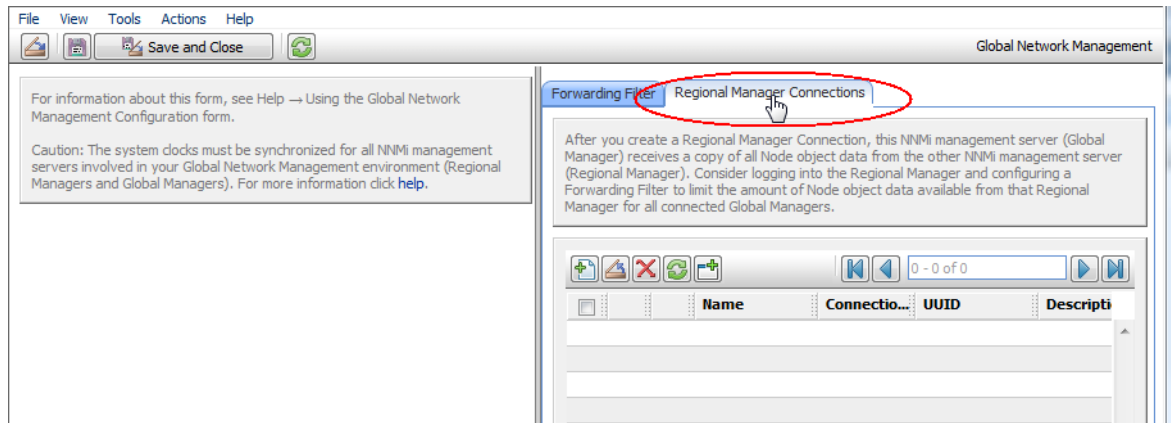 File View Tools Actions Help
Save and Close
Global Network Management
For information about this form, see Help → Using the Global Network
Management Configuration form.
Caution: The system clocks must be synchronized for all NNMi management
servers involved in your Global Network Management environment (Regional
Managers and Global Managers). For more information click help.
Forwarding Filter Regional Manager Connections
After you create a Regional Manager Connection, this NNMi management server (Global
Manager) receives a copy of all Node object data from the other NNMi management server
(Regional Manager). Consider logging into the Regional Manager and configuring a
Forwarding Filter to limit the amount of Node object data available from that Regional
Manager for all connected Global Managers.
0 - 0 of 0
Name Connectio... UUID Descripti